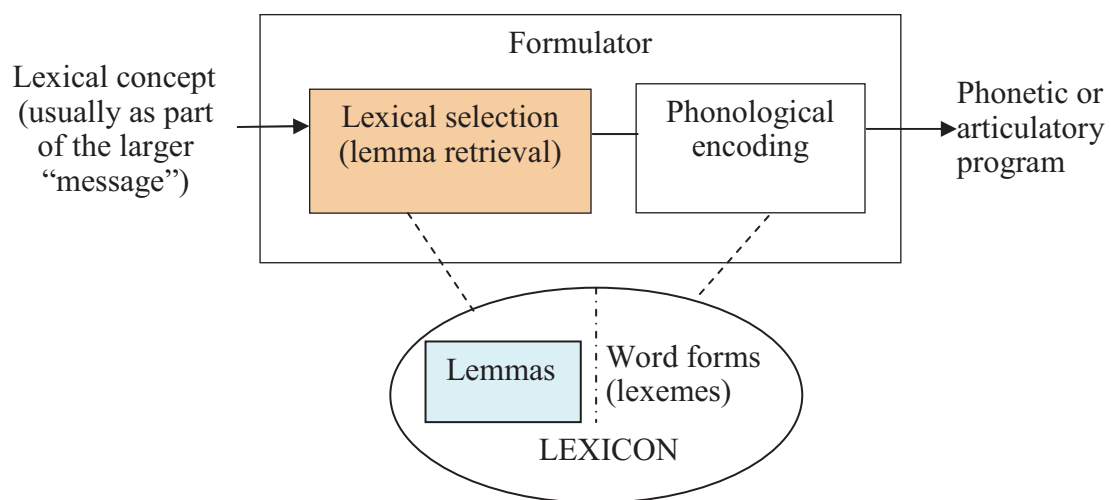 Formulator
Lexical concept
(usually as part
of the larger
“message”)
Lexical selection
(lemma retrieval)
Phonological
encoding
Phonetic or
articulatory
program
Lemmas
Word forms
(lexemes)
LEXICON